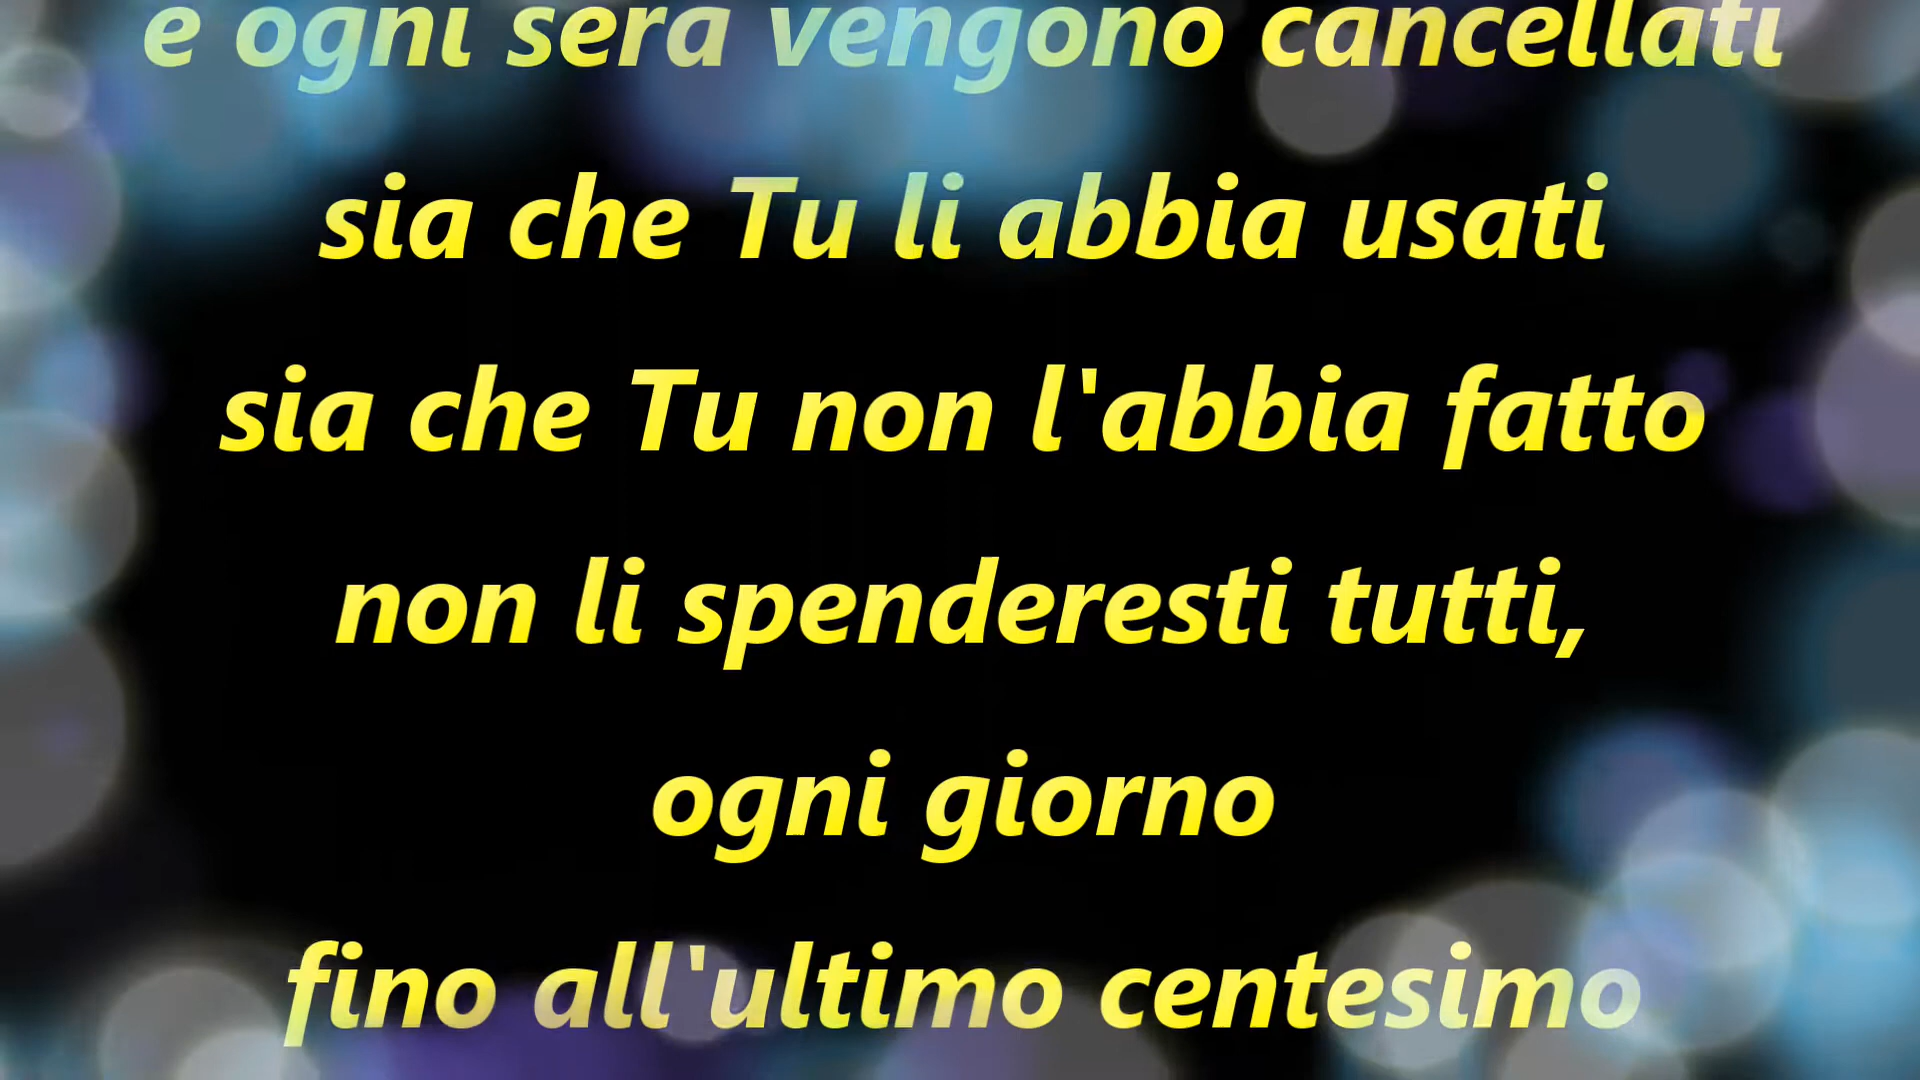 e ogni sera vengono cancellati
sia che Tu li abbia usati
sia che Tu non l'abbia fatto
non li spenderesti tutti,
ogni giorno
fino all'ultimo centesimo